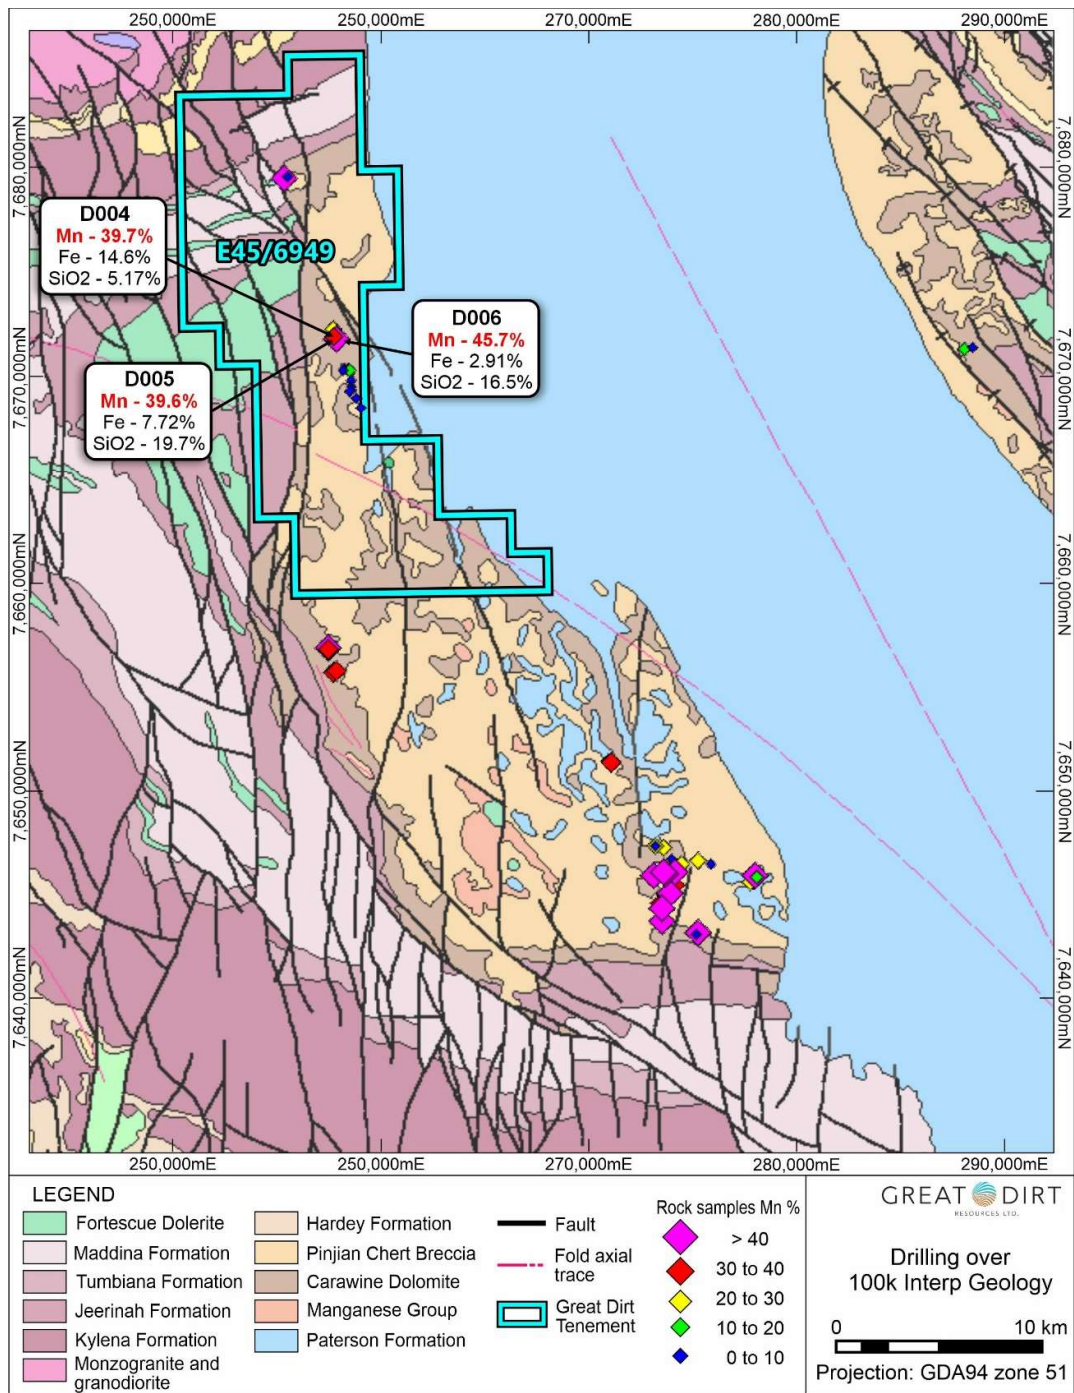 250,000mE
250,000mE
270,000mE
280,000mE
290,000mE
7,680,000mN
7,680,000mN
D004
Mn - 39.7%
Fe - 14.6%
SiO2 - 5.17%
E45/6949
D006
Mn - 45.7%
Fe - 2.91%
SiO2 - 16.5%
D005
Mn - 39.6%
Fe - 7.72%
SiO2 - 19.7%
7,670,000mN
7,670,000mN
7,660,000mN
7,660,000mN
7,650,000mN
7,650,000mN
7,640,000mN
7,640,000mN
250,000mE
250,000mE
270,000mE
280,000mE
290,000mE
LEGEND
Fortescue Dolerite
Maddina Formation
Tumbiana Formation
Jeerinah Formation
Kylena Formation
Monzogranite and
granodiorite
Hardey Formation
Pinjian Chert Breccia
Carawine Dolomite
Manganese Group
Paterson Formation
Fault
Fold axial
trace
Great Dirt
Tenement
Rock samples Mn %
> 40
30 to 40
20 to 30
10 to 20
0 to 10
GREAT DIRT
RESOURCES LTD.
Drilling over
100k Interp Geology
0 10 km
Projection: GDA94 zone 51